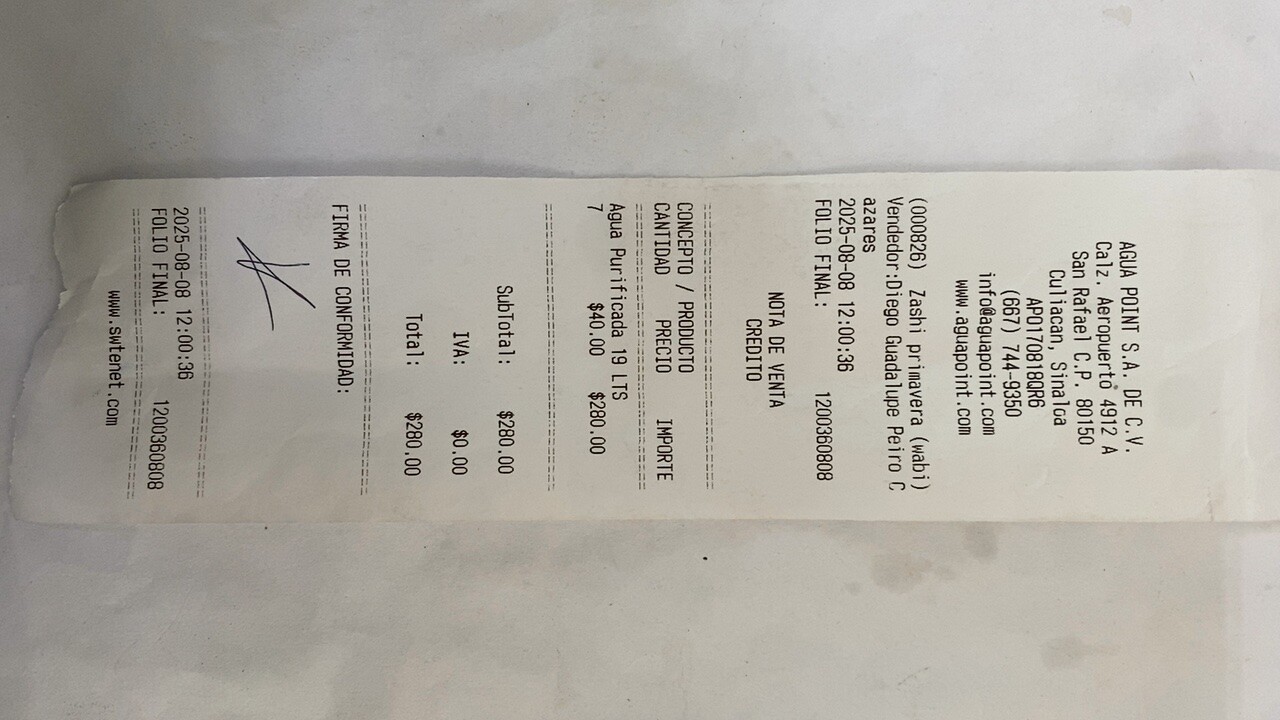 AGUA POINT S.A. DE C.V.
Calz. Aeropuerto 4912 A
San Rafael C.P. 80150
Culiacan, Sinaloa
APO170818QR6
(667) 744-9350
info@aguapoint.com
www.aguapoint.com
(000826) Zashi primavera (wabi)
Vendedor:Diego Guadalupe Peiro C
azares
2025-08-08 12:00:36
FOLIO FINAL: 1200360808
NOTA DE VENTA
CREDITO
CONCEPTO / PRODUCTO
CANTIDAD PRECIO IMPORTE
Agua Purificada 19 LTS
7 $40.00 $280.00
SubTotal: $280.00
IVA: $0.00
Total: $280.00
FIRMA DE CONFORMIDAD:
2025-08-08 12:00:36
FOLIO FINAL: 1200360808
www.swtenet.com